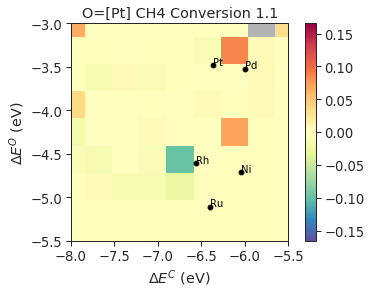 O=[Pt] CH4 Conversion 1.1
−3.0
−3.5
−4.0
−4.5
−5.0
−5.5
ΔE^O (eV)
Pt
Pd
Rh
Ni
Ru
−8.0 −7.5 −7.0 −6.5 −6.0 −5.5
ΔE^C (eV)
0.15
0.10
0.05
0.00
−0.05
−0.10
−0.15